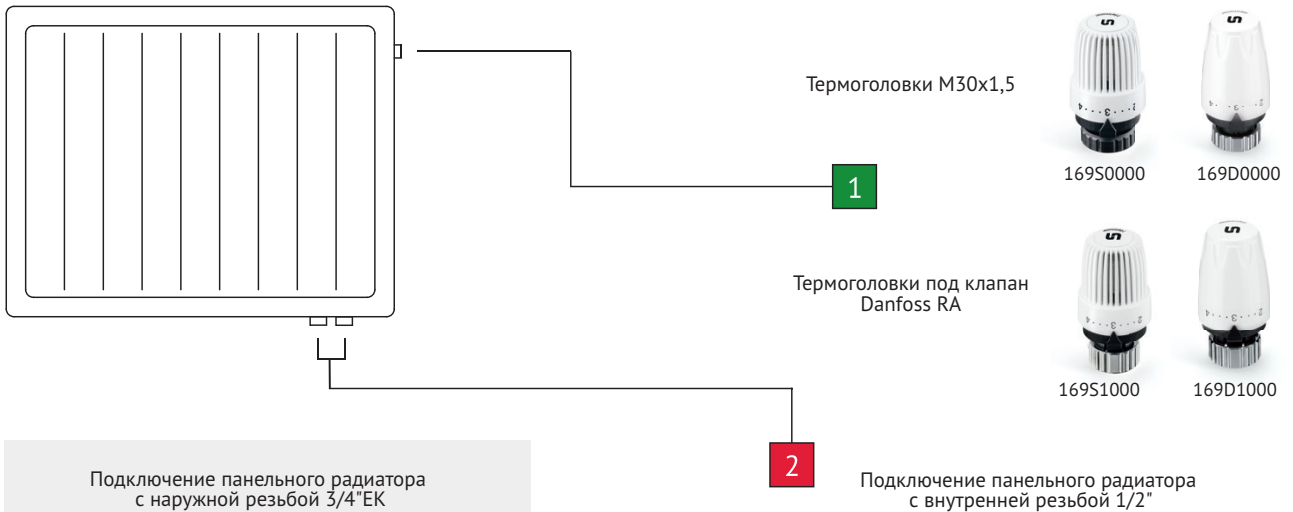 Термоголовки М30х1,5
169S0000 169D0000
1
Термоголовки под клапан
Danfoss RA
169S1000 169D1000
2
Подключение панельного радиатора
с наружной резьбой 3/4"ЕК
Подключение панельного радиатора
с внутренней резьбой 1/2"